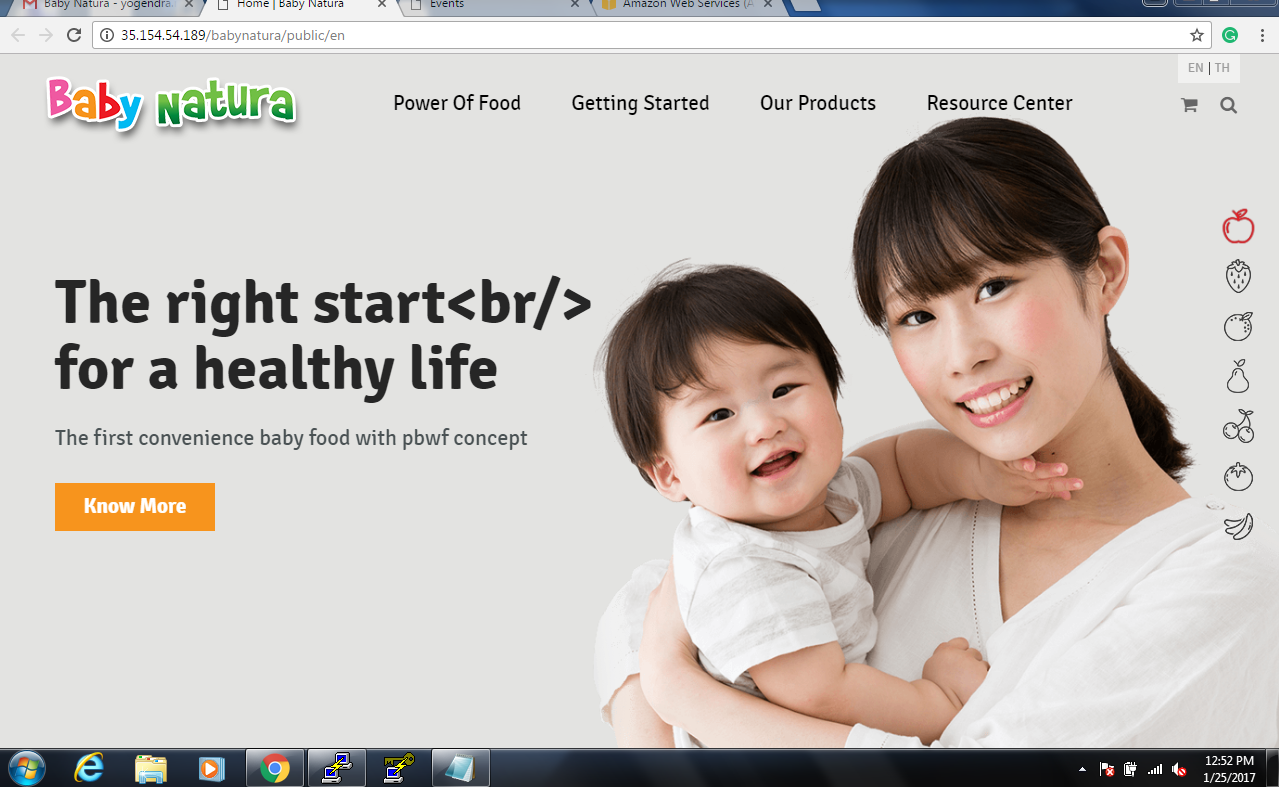 Baby Natura - yogendra.
Home | Baby Natura
Events
Amazon Web Services (A
35.154.54.189/babynatura/public/en
EN | TH
Baby Natura
Power Of Food
Getting Started
Our Products
Resource Center
The right start<br/>
for a healthy life
The first convenience baby food with pbwf concept
Know More
12:52 PM
1/25/2017